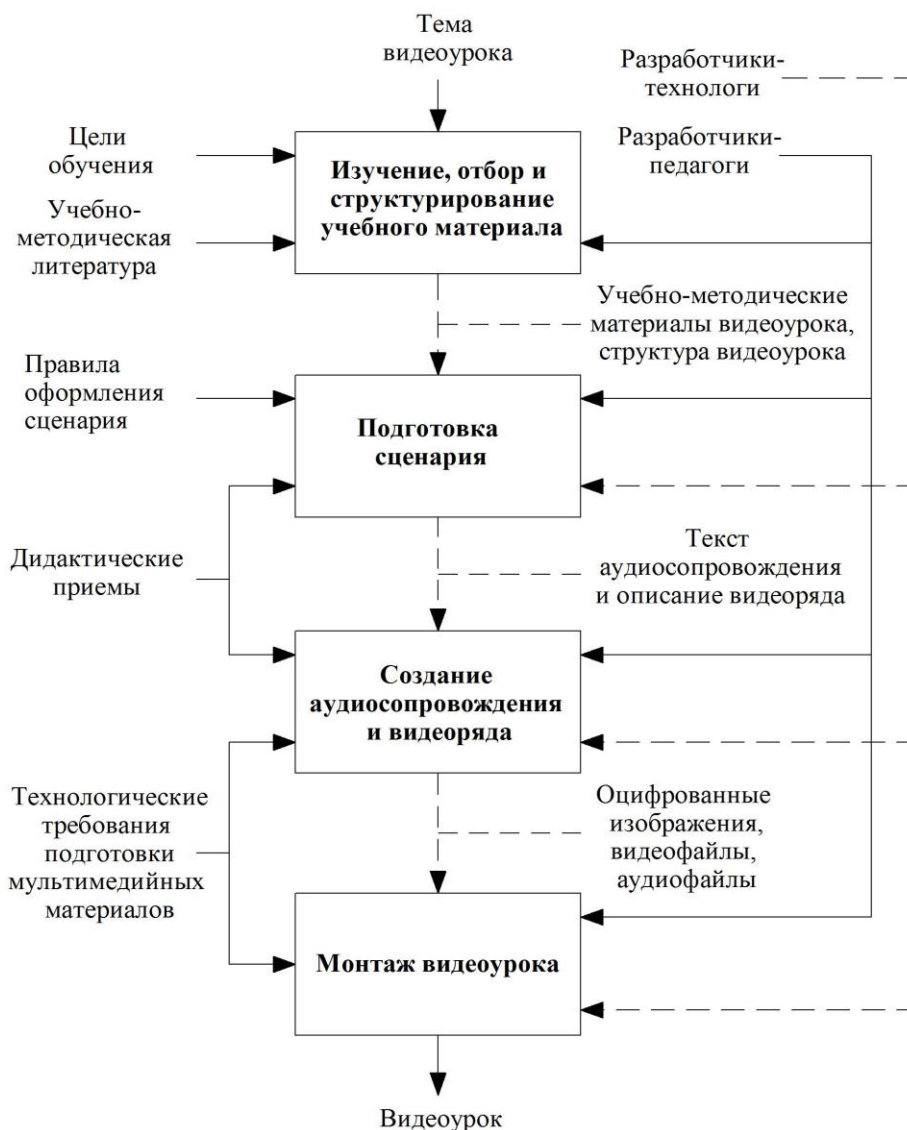 Тема
видеоурока
Разработчики-
технологи
Цели
обучения
Разработчики-
педагоги
Изучение, отбор и
структурирование
учебного материала
Учебно-
методическая
литература
Учебно-методические
материалы видеоурока,
структура видеоурока
Правила
оформления
сценария
Подготовка
сценария
Дидактические
приемы
Текст
аудиосопровождения
и описание видеоряда
Создание
аудиосопровождения
и видеоряда
Технологические
требования
подготовки
мультимедийных
материалов
Оцифрованные
изображения,
видеофайлы,
аудиофайлы
Монтаж видеоурока
Видеоурок